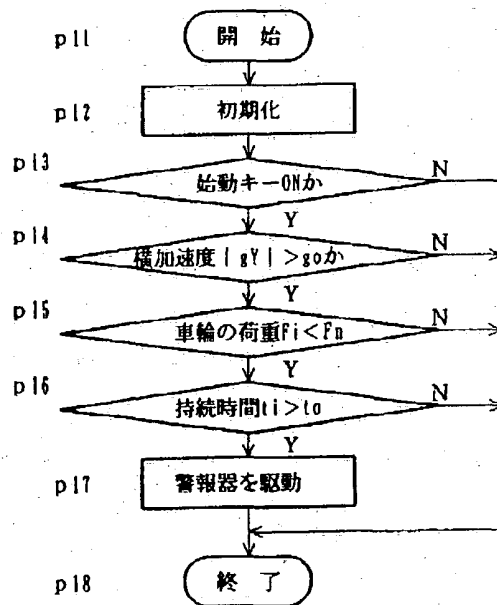 p11 開 始
p12 初期化
p13 始動キーONか N
Y
p14 横加速度|gY|>goか N
Y
p15 車輪の荷重Fi<Fn N
Y
p16 持続時間ti>to N
Y
p17 警報器を駆動
p18 終 了